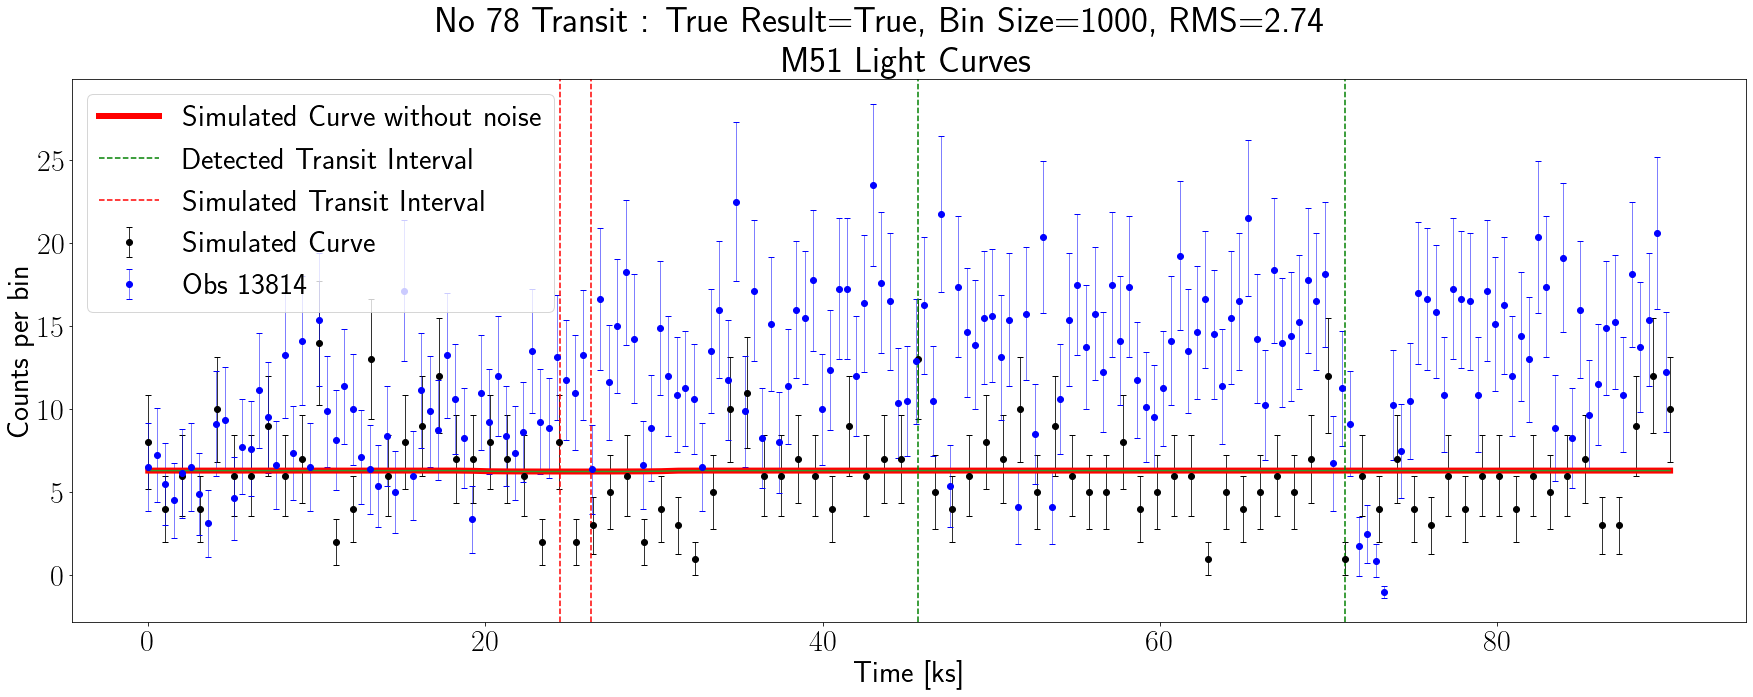 No 78 Transit : True Result=True, Bin Size=1000, RMS=2.74
M51 Light Curves
Simulated Curve without noise
Detected Transit Interval
Simulated Transit Interval
Simulated Curve
Obs 13814
Counts per bin
25
20
15
10
5
0
0 20 40 60 80
Time [ks]